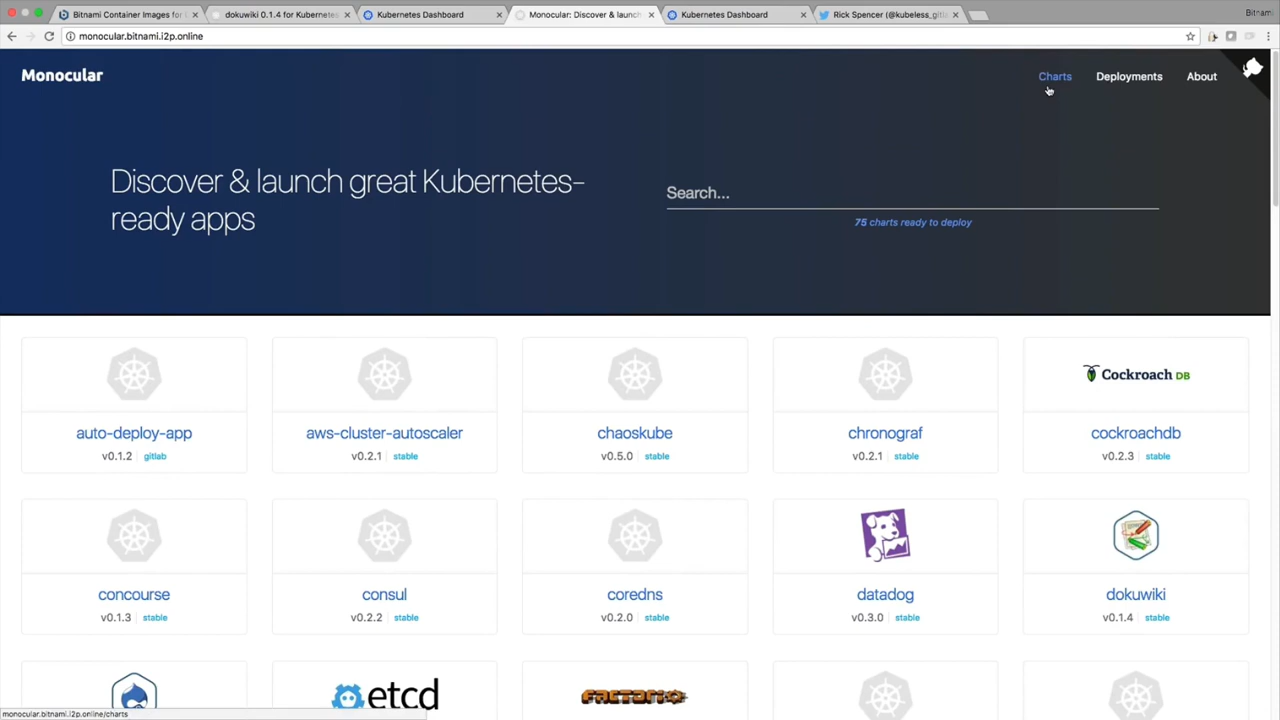 Bitnami Container Images for
dokuwiki 0.1.4 for Kubernetes
Kubernetes Dashboard
Monocular: Discover & launch
Kubernetes Dashboard
Rick Spencer (@kubeless_gitla
Bitnami
monocular.bitnami.i2p.online
Monocular
Charts
Deployments
About
Discover & launch great Kubernetes-
ready apps
Search...
75 charts ready to deploy
Cockroach DB
auto-deploy-app
aws-cluster-autoscaler
chaoskube
chronograf
cockroachdb
v0.1.2 gitlab
v0.2.1 stable
v0.5.0 stable
v0.2.1 stable
v0.2.3 stable
concourse
consul
coredns
datadog
dokuwiki
v0.1.3 stable
v0.2.2 stable
v0.2.0 stable
v0.3.0 stable
v0.1.4 stable
etcd
FACTORIO
monocular.bitnami.i2p.online/charts